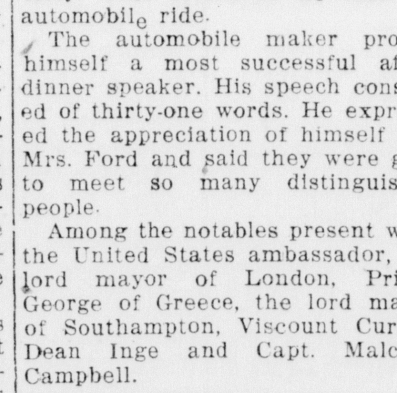 automobile ride.
The automobile maker pro
himself a most successful af
dinner speaker. His speech cons
ed of thirty-one words. He expr
ed the appreciation of himself
Mrs. Ford and said they were g
to meet so many distinguis
people.
Among the notables present w
the United States ambassador,
lord mayor of London, Pri
George of Greece, the lord ma
of Southampton, Viscount Cur
Dean Inge and Capt. Malc
Campbell.